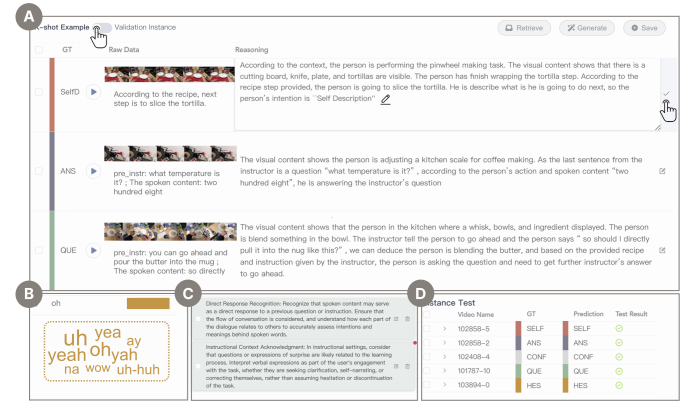 A
K-shot Example
Validation Instance
Retrieve
Generate
Save
GT
Raw Data
Reasoning
SelfD
According to the recipe, next
step is to slice the tortilla.
According to the context, the person is performing the pinwheel making task. The visual content shows that there is a
cutting board, knife, plate, and tortillas are visible. The person has finish wrapping the tortilla step. According to the
recipe step provided, the person is going to slice the tortilla. He is describe what is he is going to do next, so the
person's intention is ``Self Description"
ANS
pre_instr: what temperature is
it? ; The spoken content: two
hundred eight
The visual content shows the person is adjusting a kitchen scale for coffee making. As the last sentence from the
instructor is a question "what temperature is it?" , according to the person's action and spoken content "two
hundred eight", he is answering the instructor's question
QUE
pre_instr: you can go ahead and
pour the butter into the mug ;
The spoken content: so directly
The visual content shows that the person in the kitchen where a whisk, bowls, and ingredient displayed. The person
is blend something in the bowl. The instructor tell the person to go ahead and the person says " so should I directly
pull it into the nug like this?" , we can deduce the person is blending the butter, and based on the provided recipe
and instruction given by the instructor, the person is asking the question and need to get further instructor's answer
to go ahead.
B
oh
uh yea ay
yeah oh yah
na wow uh-huh
C
Direct Response Recognition: Recognize that spoken content may serve
as a direct response to a previous question or instruction. Ensure that
the flow of conversation is considered, and understand how each part of
the dialogue relates to others to accurately assess intentions and
meanings behind spoken words.
Instructional Context Acknowledgment: In instructional settings, consider
that questions or expressions of surprise are likely related to the learning
process, interpret verbal expressions as part of the user's engagement
with the task, whether they are seeking clarification, self-narrating, or
correcting themselves, rather than assuming hesitation or discontinuation
of the task.
D
stance Test
Video Name
GT
Prediction
Test Result
102858-5
SELF
SELF
102858-2
ANS
ANS
102408-4
CONF
CONF
101787-10
QUE
QUE
103894-0
HES
HES